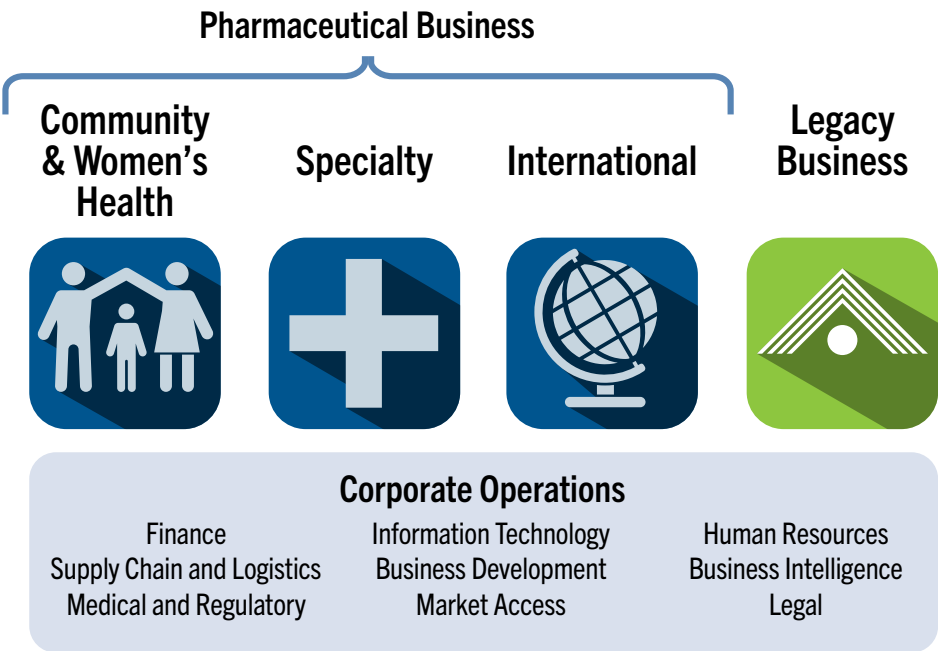 Pharmaceutical Business
Community
& Women's
Health
Specialty
International
Legacy
Business
Corporate Operations
Finance
Supply Chain and Logistics
Medical and Regulatory
Information Technology
Business Development
Market Access
Human Resources
Business Intelligence
Legal